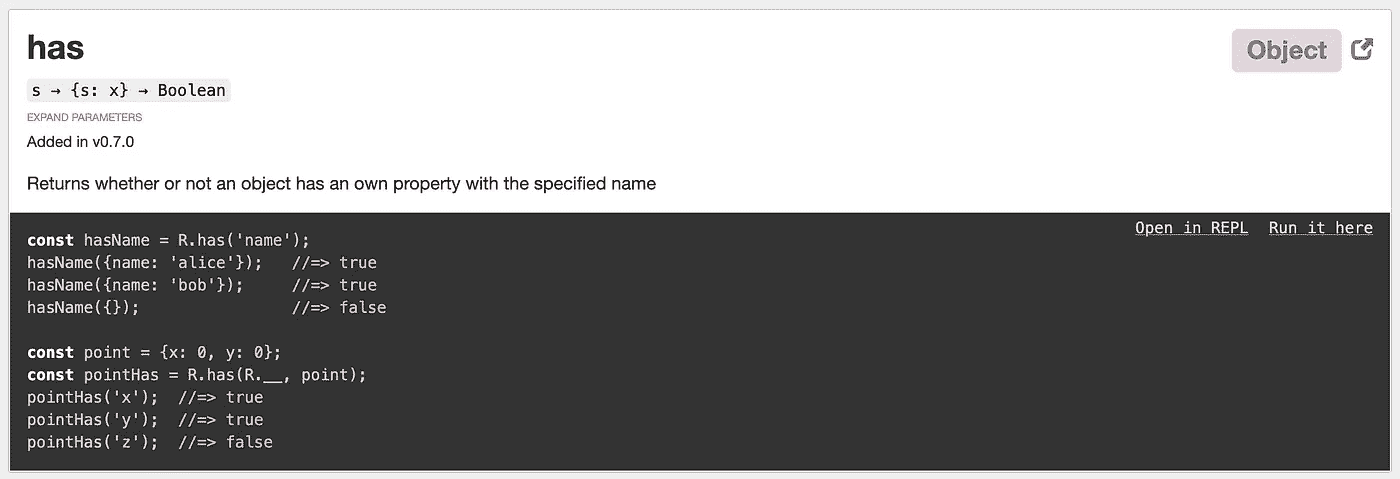 has
Object
s → {s: x} → Boolean
EXPAND PARAMETERS
Added in v0.7.0
Returns whether or not an object has an own property with the specified name
Open in REPL   Run it here
const hasName = R.has('name');
hasName({name: 'alice'});   //=> true
hasName({name: 'bob'});     //=> true
hasName({});                //=> false
const point = {x: 0, y: 0};
const pointHas = R.has(R.__, point);
pointHas('x');  //=> true
pointHas('y');  //=> true
pointHas('z');  //=> false